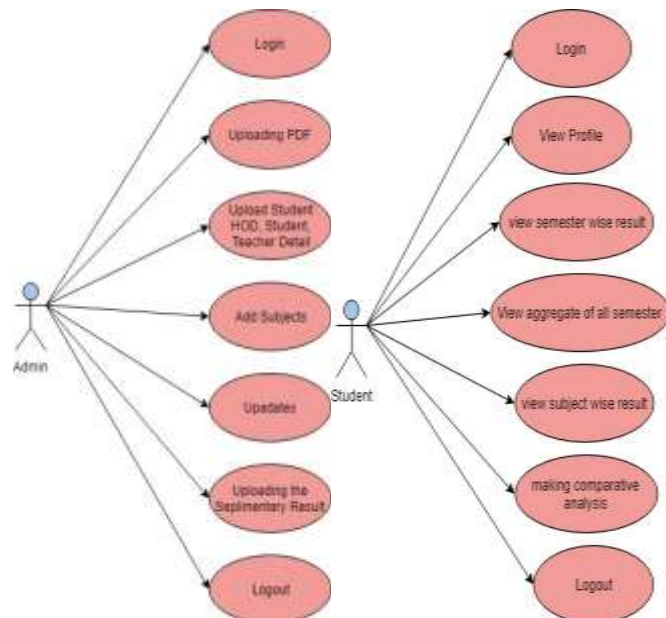 Login
Uploading PDF
Upload Student
HOD, Student,
Teacher Detail
Add Subjects
Upadates
Uploading the
Seplimentary Result
Logout
Admin
Login
View Profile
view semester wise result
View aggregate of all semester
view subject wise result
making comparative
analysis
Logout
Student